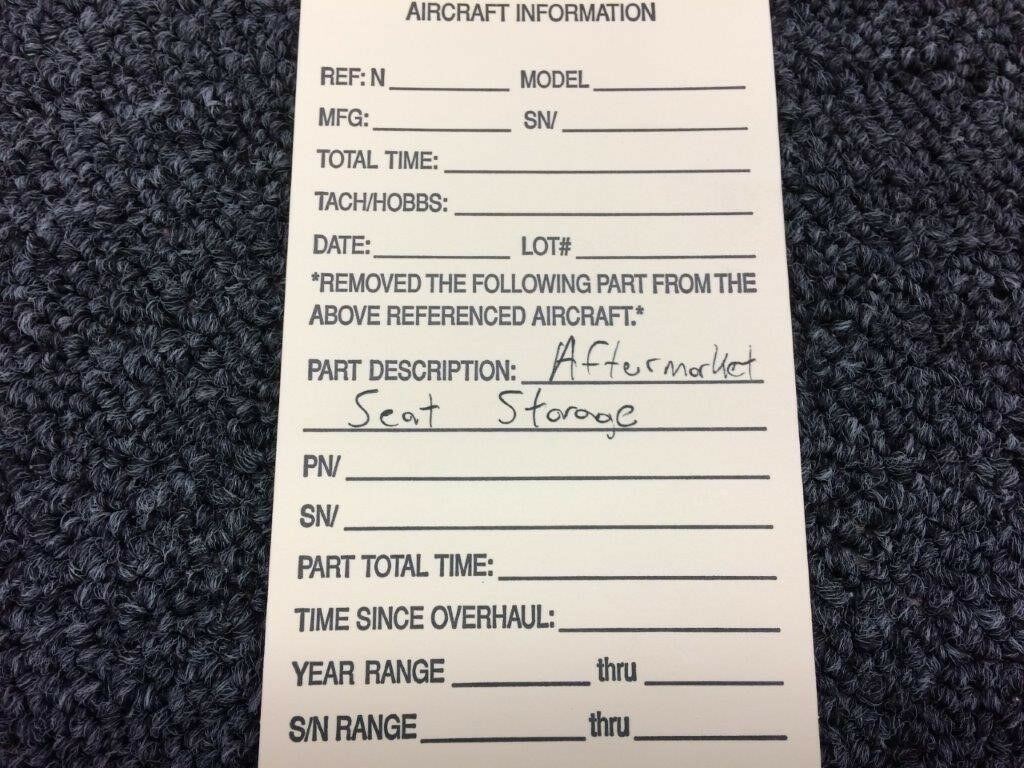 AIRCRAFT INFORMATION
REF: N MODEL
MFG: SN/
TOTAL TIME:
TACH/HOBBS:
DATE: LOT#
*REMOVED THE FOLLOWING PART FROM THE
ABOVE REFERENCED AIRCRAFT.*
PART DESCRIPTION: Aftermarket
Seat Storage
PN/
SN/
PART TOTAL TIME:
TIME SINCE OVERHAUL:
YEAR RANGE thru
S/N RANGE thru